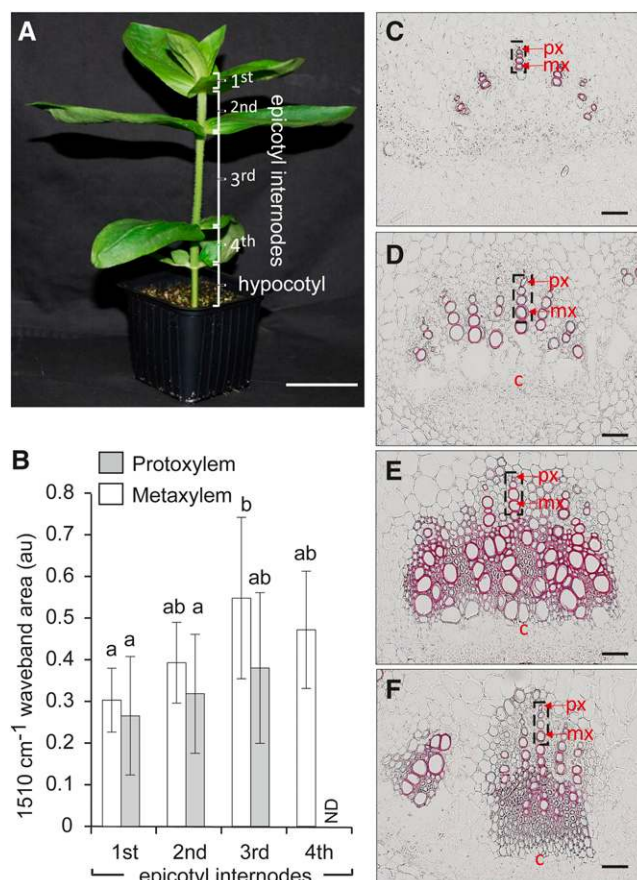 A
1st
2nd
3rd
4th
epicotyl internodes
hypocotyl
B
Protoxylem
Metaxylem
1510 cm⁻¹ waveband area (au)
0.8
0.7
0.6
0.5
0.4
0.3
0.2
0.1
0
a
a
ab
a
b
ab
ab
ND
1st
2nd
3rd
4th
epicotyl internodes
C
px
mx
D
px
mx
c
E
px
mx
c
F
px
mx
c